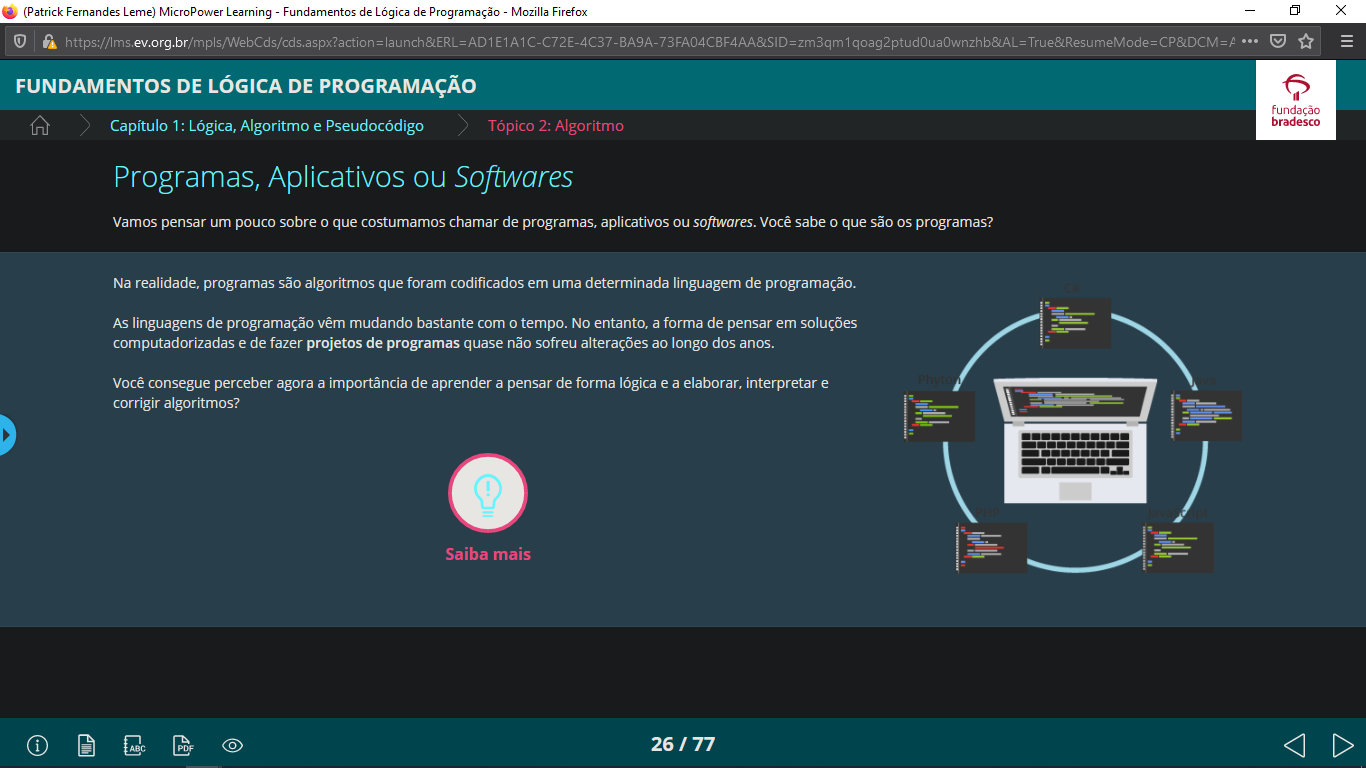 (Patrick Fernandes Leme) MicroPower Learning - Fundamentos de Lógica de Programação - Mozilla Firefox
https://lms.ev.org.br/mpls/WebCds/cds.aspx?action=launch&ERL=AD1E1A1C-C72E-4C37-BA9A-73FA04CBF4AA&SID=zm3qm1qoag2ptud0ua0wnzhb&AL=True&ResumeMode=CP&DCM=A
FUNDAMENTOS DE LÓGICA DE PROGRAMAÇÃO
fundação
bradesco
Capítulo 1: Lógica, Algoritmo e Pseudocódigo Tópico 2: Algoritmo
Programas, Aplicativos ou Softwares
Vamos pensar um pouco sobre o que costumamos chamar de programas, aplicativos ou softwares. Você sabe o que são os programas?
Na realidade, programas são algoritmos que foram codificados em uma determinada linguagem de programação.
As linguagens de programação vêm mudando bastante com o tempo. No entanto, a forma de pensar em soluções
computadorizadas e de fazer projetos de programas quase não sofreu alterações ao longo dos anos.
Você consegue perceber agora a importância de aprender a pensar de forma lógica e a elaborar, interpretar e
corrigir algoritmos?
Saiba mais
Phyton
Java
PHP
JavaScript
ABC
PDF
26 / 77